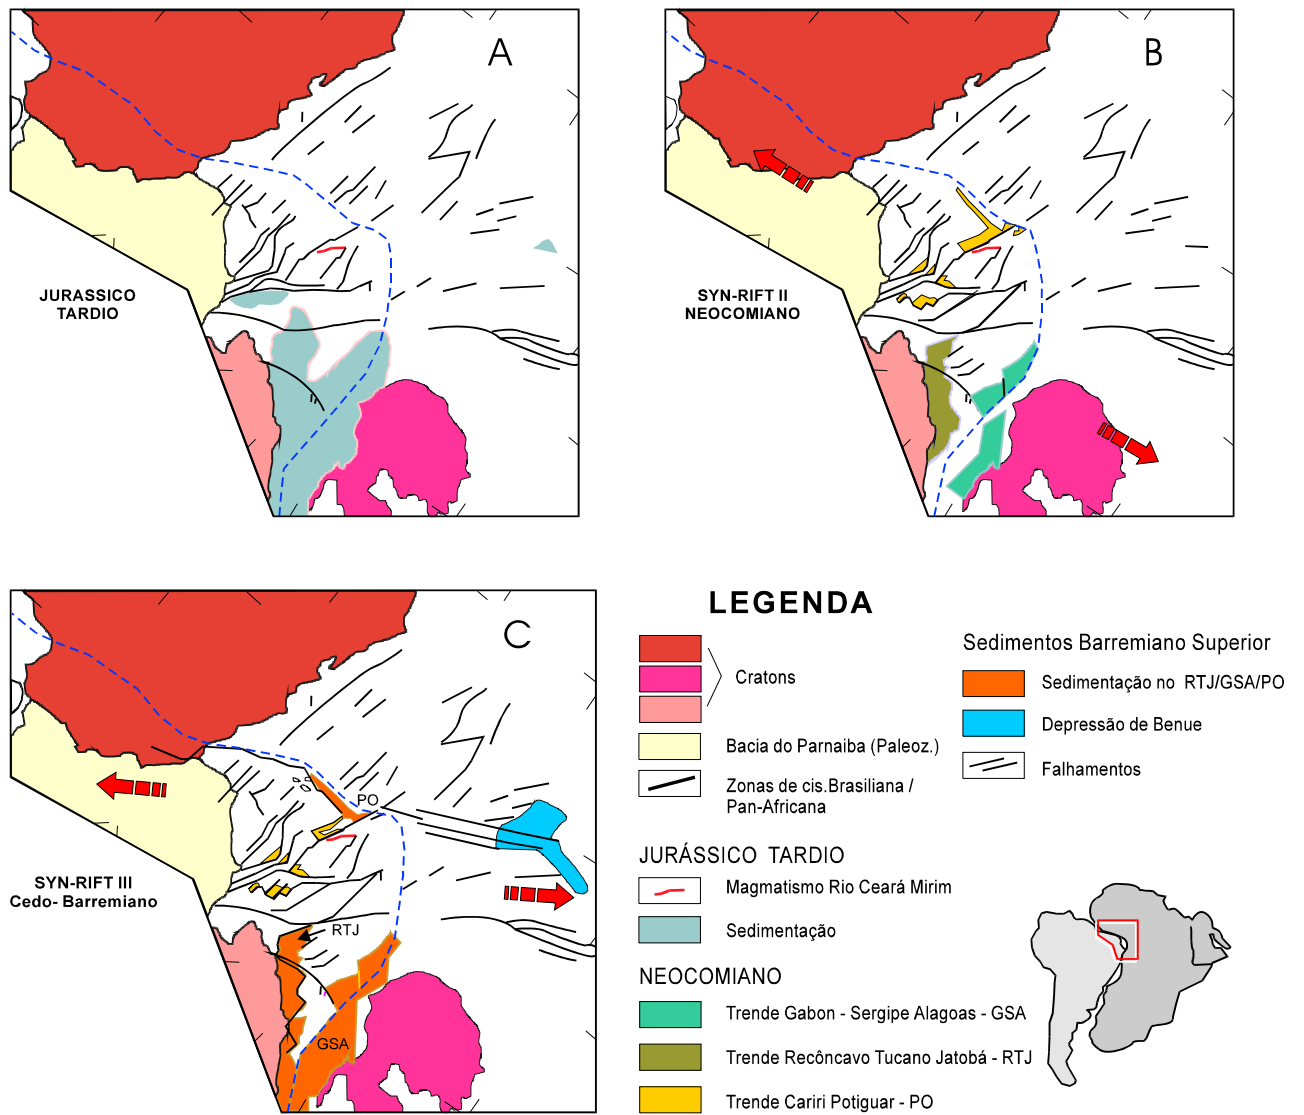 A
JURASSICO
TARDIO
B
SYN-RIFT II
NEOCOMIANO
C
PO
SYN-RIFT III
Cedo- Barremiano
RTJ
GSA
LEGENDA
Cratons
Bacia do Parnaiba (Paleoz.)
Zonas de cis.Brasiliana /
Pan-Africana
JURÁSSICO TARDIO
Magmatismo Rio Ceará Mirim
Sedimentação
NEOCOMIANO
Trende Gabon - Sergipe Alagoas - GSA
Trende Recôncavo Tucano Jatobá - RTJ
Trende Cariri Potiguar - PO
Sedimentos Barremiano Superior
Sedimentação no RTJ/GSA/PO
Depressão de Benue
Falhamentos